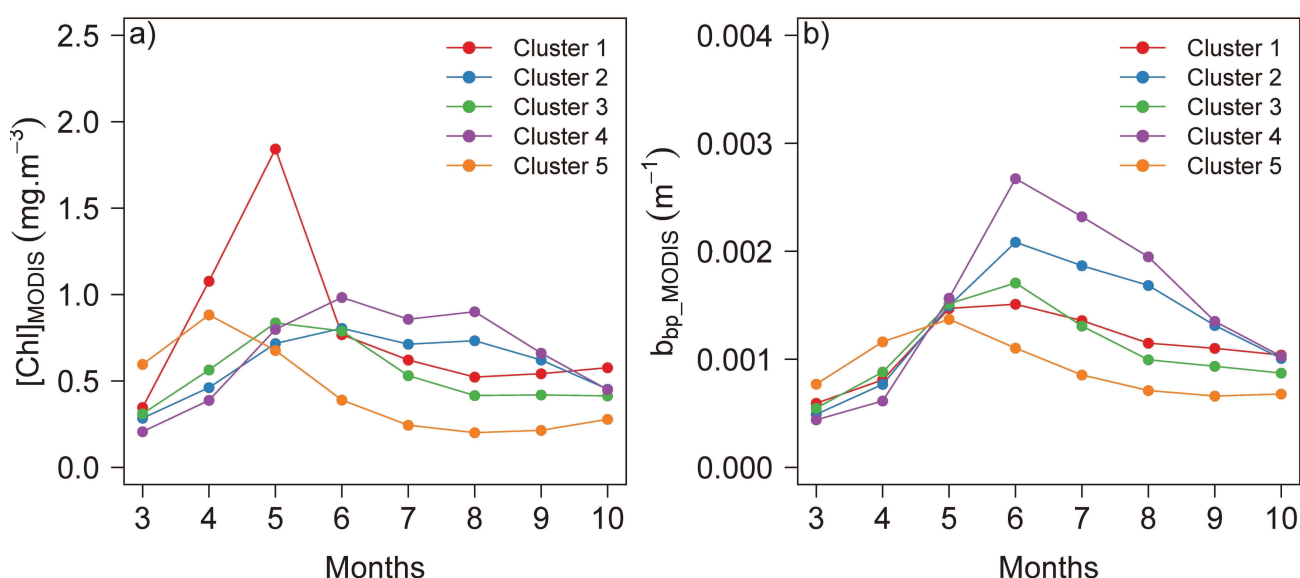 a)
Cluster 1
Cluster 2
Cluster 3
Cluster 4
Cluster 5
[Chl]MODIS (mg.m−3)
2.5
2.0
1.5
1.0
0.5
0.0
3 4 5 6 7 8 9 10
Months
b)
Cluster 1
Cluster 2
Cluster 3
Cluster 4
Cluster 5
bbp_MODIS (m−1)
0.004
0.003
0.002
0.001
0.000
3 4 5 6 7 8 9 10
Months